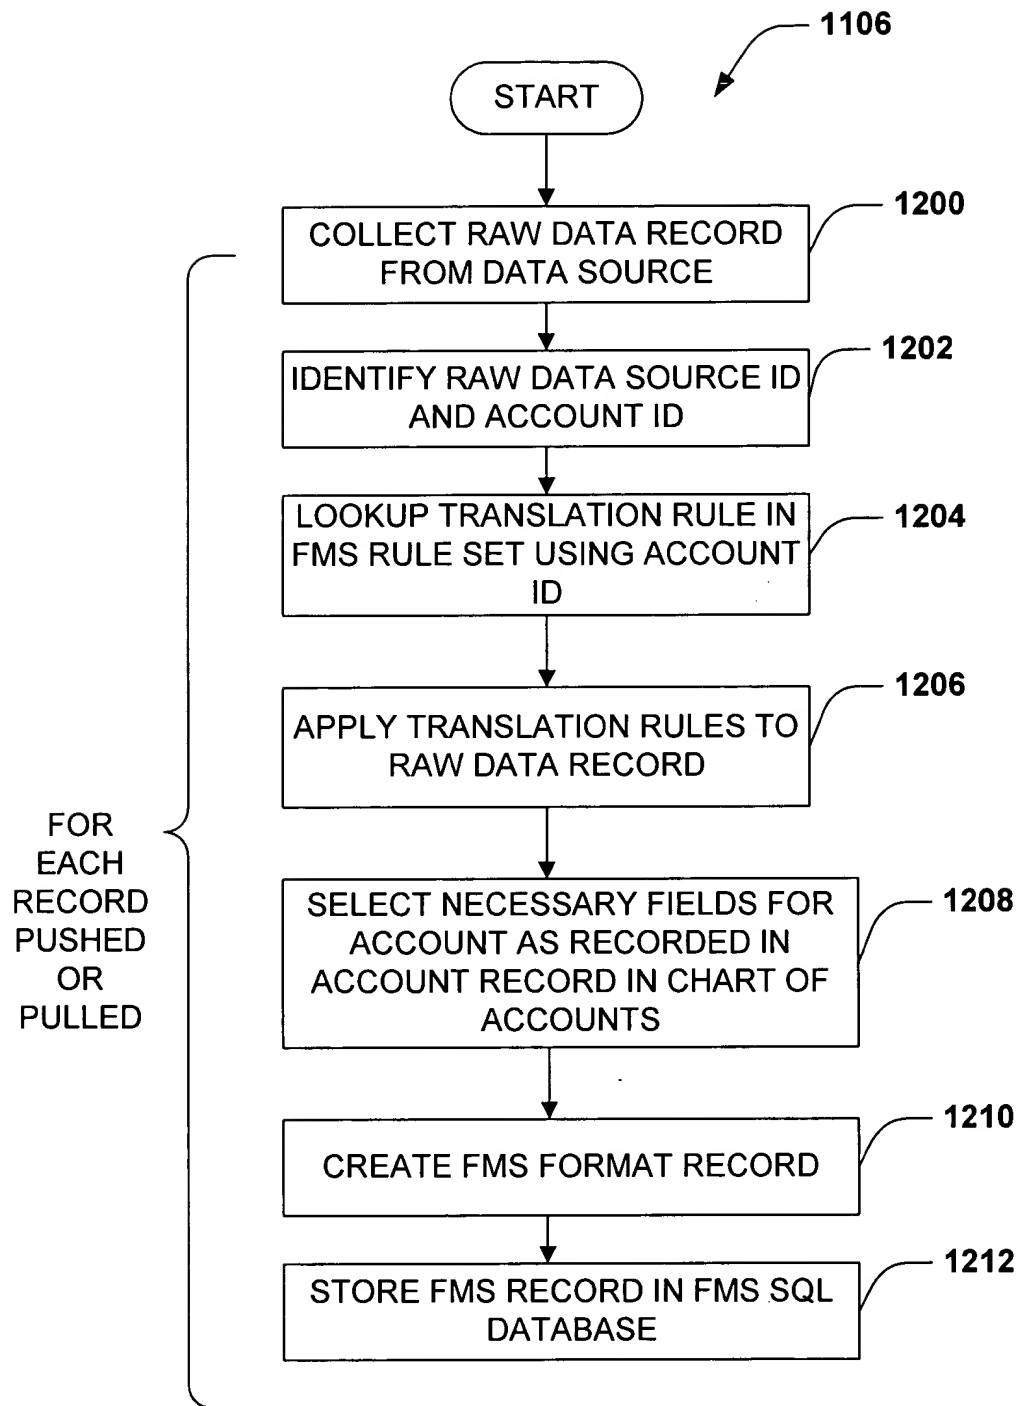 1106
START
1200
COLLECT RAW DATA RECORD
FROM DATA SOURCE
1202
IDENTIFY RAW DATA SOURCE ID
AND ACCOUNT ID
1204
LOOKUP TRANSLATION RULE IN
FMS RULE SET USING ACCOUNT
ID
1206
APPLY TRANSLATION RULES TO
RAW DATA RECORD
FOR
EACH
RECORD
PUSHED
OR
PULLED
1208
SELECT NECESSARY FIELDS FOR
ACCOUNT AS RECORDED IN
ACCOUNT RECORD IN CHART OF
ACCOUNTS
1210
CREATE FMS FORMAT RECORD
1212
STORE FMS RECORD IN FMS SQL
DATABASE